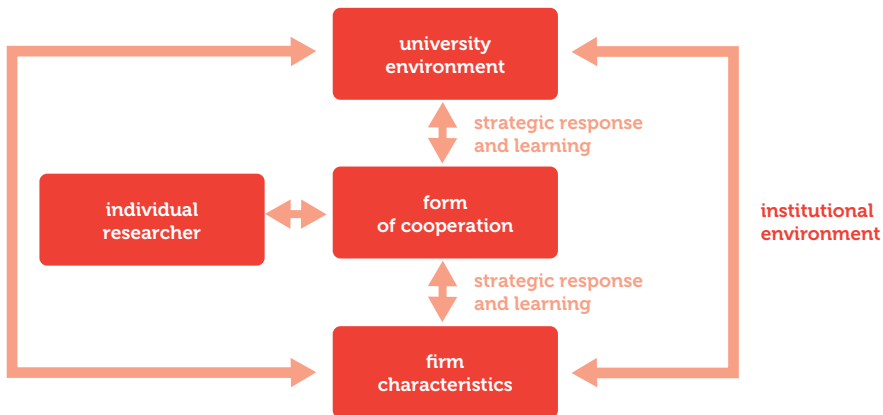 university
environment
strategic response
and learning
individual
researcher
form
of cooperation
institutional
environment
strategic response
and learning
firm
characteristics